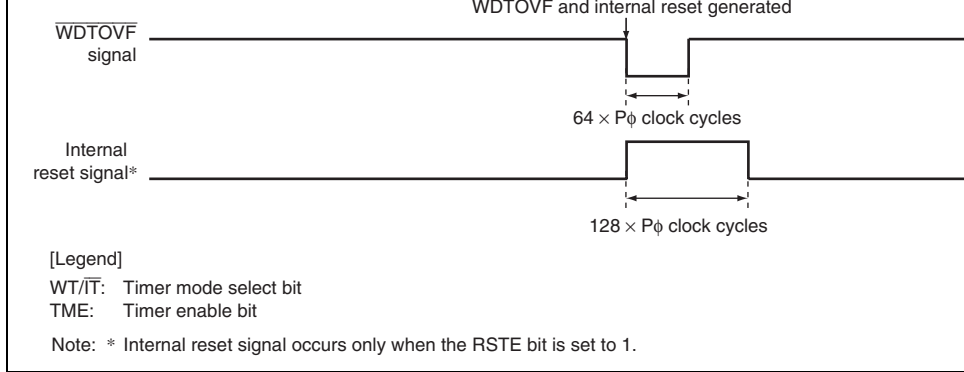 WDTOVF and internal reset generated
WDTOVF
signal
64 × Pϕ clock cycles
Internal
reset signal*
128 × Pϕ clock cycles
[Legend]
WT/IT: Timer mode select bit
TME: Timer enable bit
Note: * Internal reset signal occurs only when the RSTE bit is set to 1.